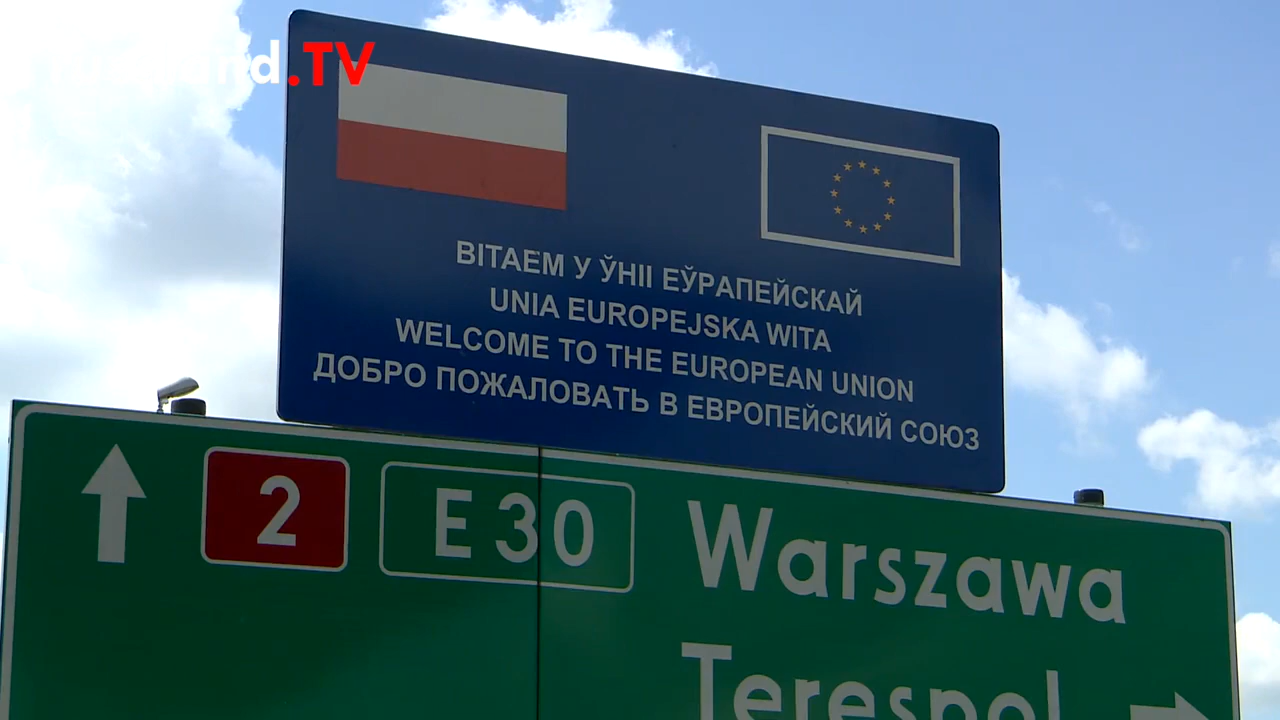 .TV
ВІТАЕМ У ЎНІІ ЕЎРАПЕЙСКАЙ
UNIA EUROPEJSKA WITA
WELCOME TO THE EUROPEAN UNION
ДОБРО ПОЖАЛОВАТЬ В ЕВРОПЕЙСКИЙ СОЮЗ
2 E 30 Warszawa
Terespol